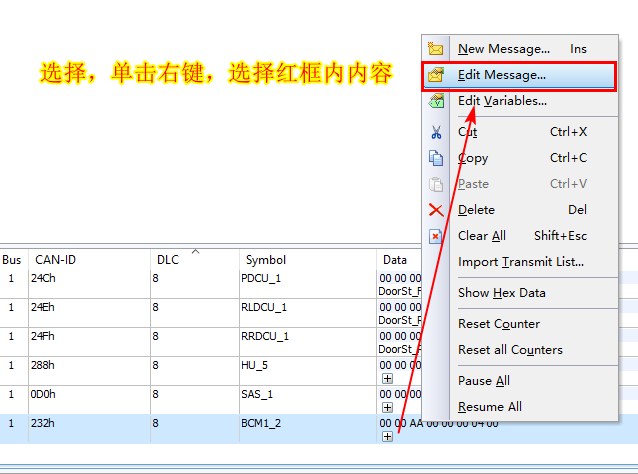 New Message... Ins
选择，单击右键，选择红框内内容
Edit Message...
Edit Variables...
Cut Ctrl+X
Copy Ctrl+C
Paste Ctrl+V
Delete Del
Clear All Shift+Esc
Import Transmit List...
Show Hex Data
Reset Counter
Reset all Counters
Pause All
Resume All
Bus CAN-ID DLC Symbol Data
1 24Ch 8 PDCU_1 00 00 00
DoorSt_
1 24Eh 8 RLDCU_1 00 00 00
DoorSt_
1 24Fh 8 RRDCU_1 00 00 00
DoorSt_
1 288h 8 HU_5 00 00 00
1 0D0h 8 SAS_1 00 00 00
1 232h 8 BCM1_2 00 00 AA 00 00 00 04 00